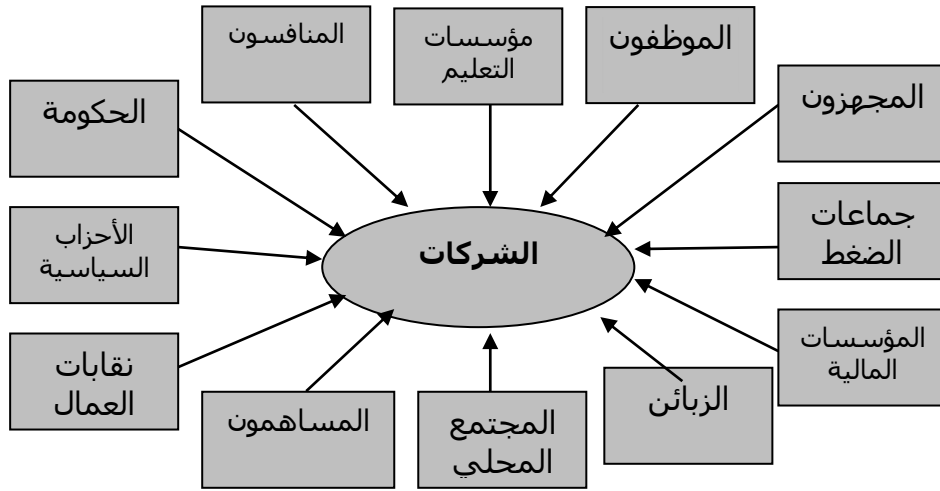 الموظفون
مؤسسات
التعليم
المنافسون
المجهزون
الحكومة
جماعات
الضغط
الشركات
الأحزاب
السياسية
المؤسسات
المالية
نقابات
العمال
الزبائن
المجتمع
المحلي
المساهمون